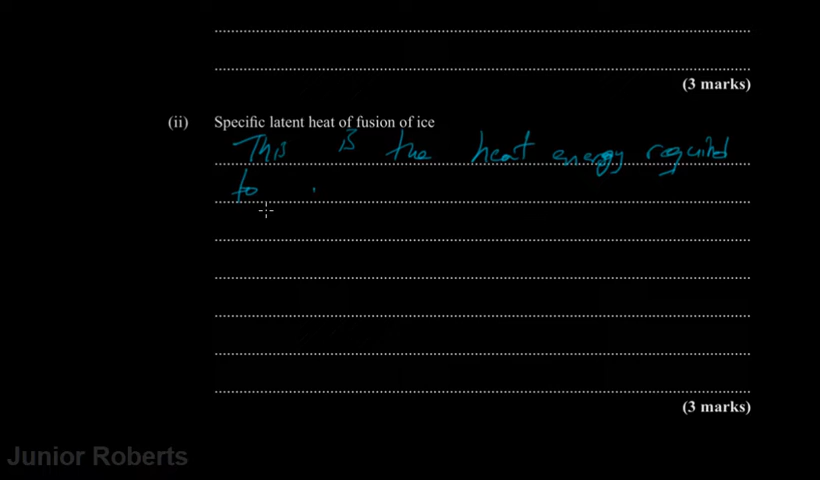 (3 marks)
(ii) Specific latent heat of fusion of ice
This is the heat energy required
to
(3 marks)
Junior Roberts